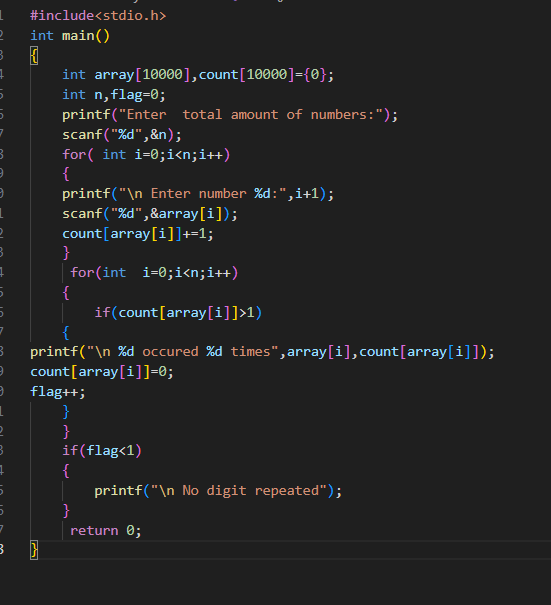 #include<stdio.h>
int main()
{
    int array[10000],count[10000]={0};
    int n,flag=0;
    printf("Enter  total amount of numbers:");
    scanf("%d",&n);
    for( int i=0;i<n;i++)
    {
    printf("\n Enter number %d:",i+1);
    scanf("%d",&array[i]);
    count[array[i]]+=1;
    }
     for(int  i=0;i<n;i++)
    {
        if(count[array[i]]>1)
    {
printf("\n %d occured %d times",array[i],count[array[i]]);
count[array[i]]=0;
flag++;
    }
    }
    if(flag<1)
    {
        printf("\n No digit repeated");
    }
     return 0;
}